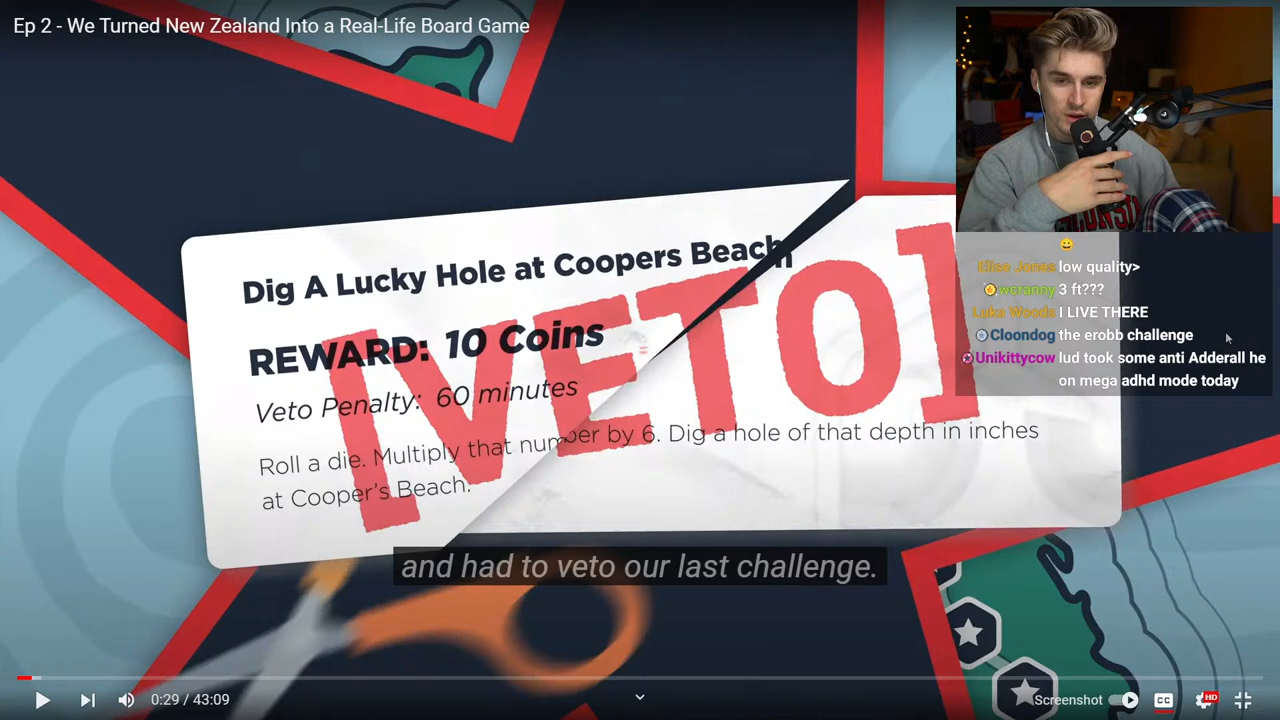 Ep 2 - We Turned New Zealand Into a Real-Life Board Game
Dig A Lucky Hole at Coopers Beach
REWARD: 10 Coins
Veto Penalty: 60 minutes
Roll a die. Multiply that number by 6. Dig a hole of that depth in inches
at Cooper's Beach.
[VETO]
and had to veto our last challenge.
Elise Jones low quality>
wcranny 3 ft???
Luka Woods I LIVE THERE
Cloondog the erobb challenge
Unikittycow lud took some anti Adderall he
on mega adhd mode today
0:29 / 43:09
Screenshot
CC
HD